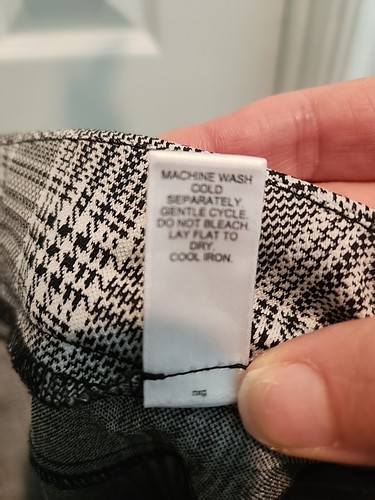 MACHINE WASH
COLD
SEPARATELY.
GENTLE CYCLE.
DO NOT BLEACH.
LAY FLAT TO
DRY.
COOL IRON.